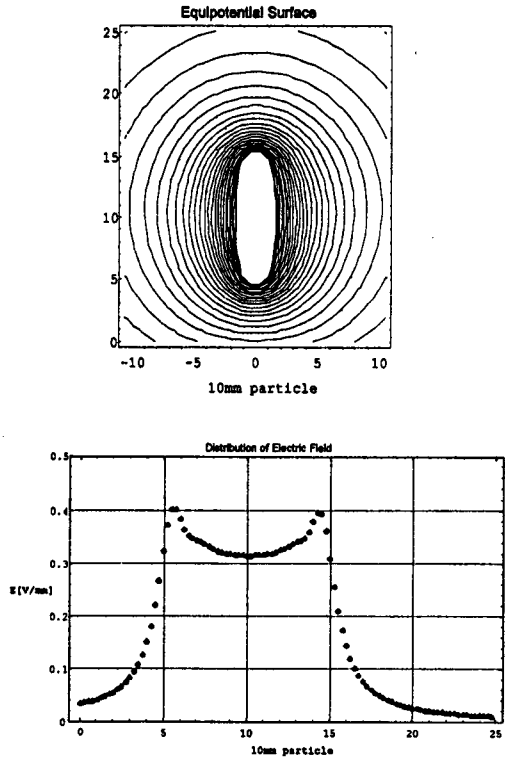 Equipotential Surface
25
20
15
10
5
0
-10 -5 0 5 10
10mm particle
Distribution of Electric Field
0.5
0.4
0.3
E[V/mm]
0.2
0.1
0
0 5 10 15 20 25
10mm particle